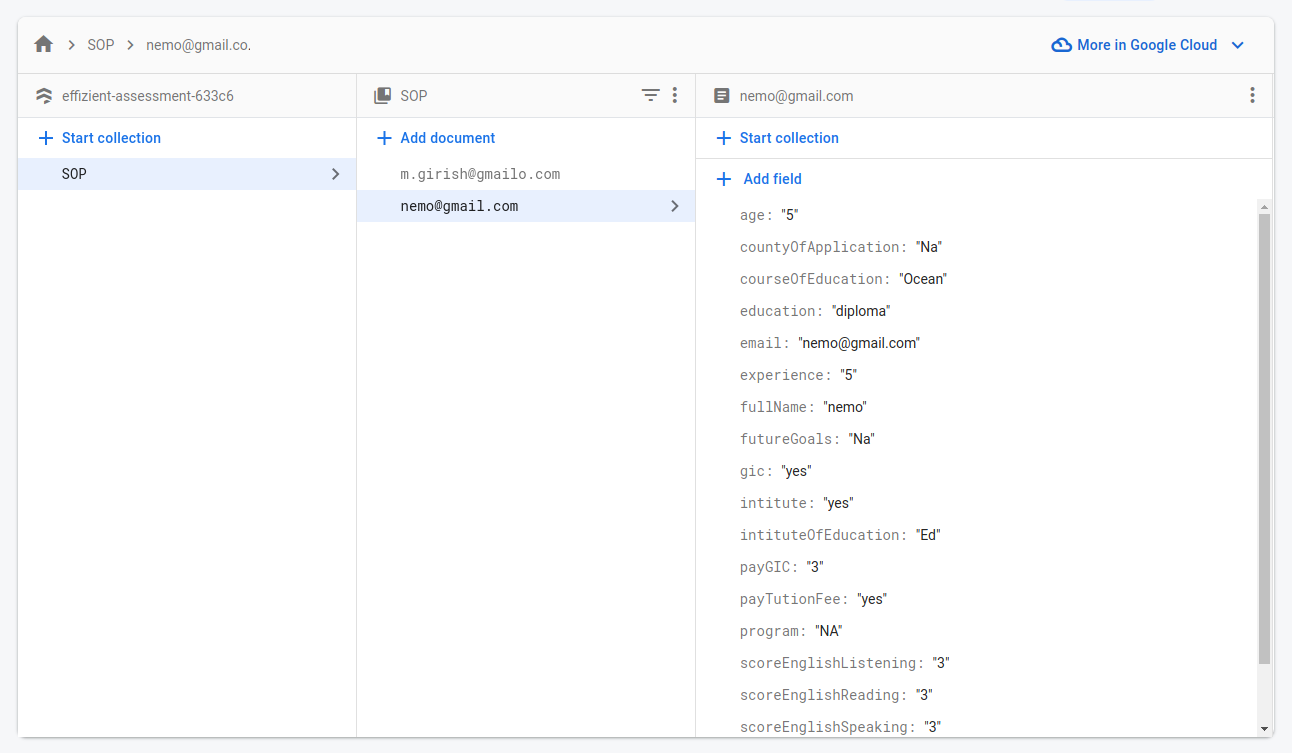 SOP
nemo@gmail.co.
More in Google Cloud
effizient-assessment-633c6
Start collection
SOP
SOP
Add document
m.girish@gmailo.com
nemo@gmail.com
nemo@gmail.com
Start collection
Add field
age: "5"
countyOfApplication: "Na"
courseOfEducation: "Ocean"
education: "diploma"
email: "nemo@gmail.com"
experience: "5"
fullName: "nemo"
futureGoals: "Na"
gic: "yes"
intitute: "yes"
intituteOfEducation: "Ed"
payGIC: "3"
payTutionFee: "yes"
program: "NA"
scoreEnglishListening: "3"
scoreEnglishReading: "3"
scoreEnglishSpeaking: "3"